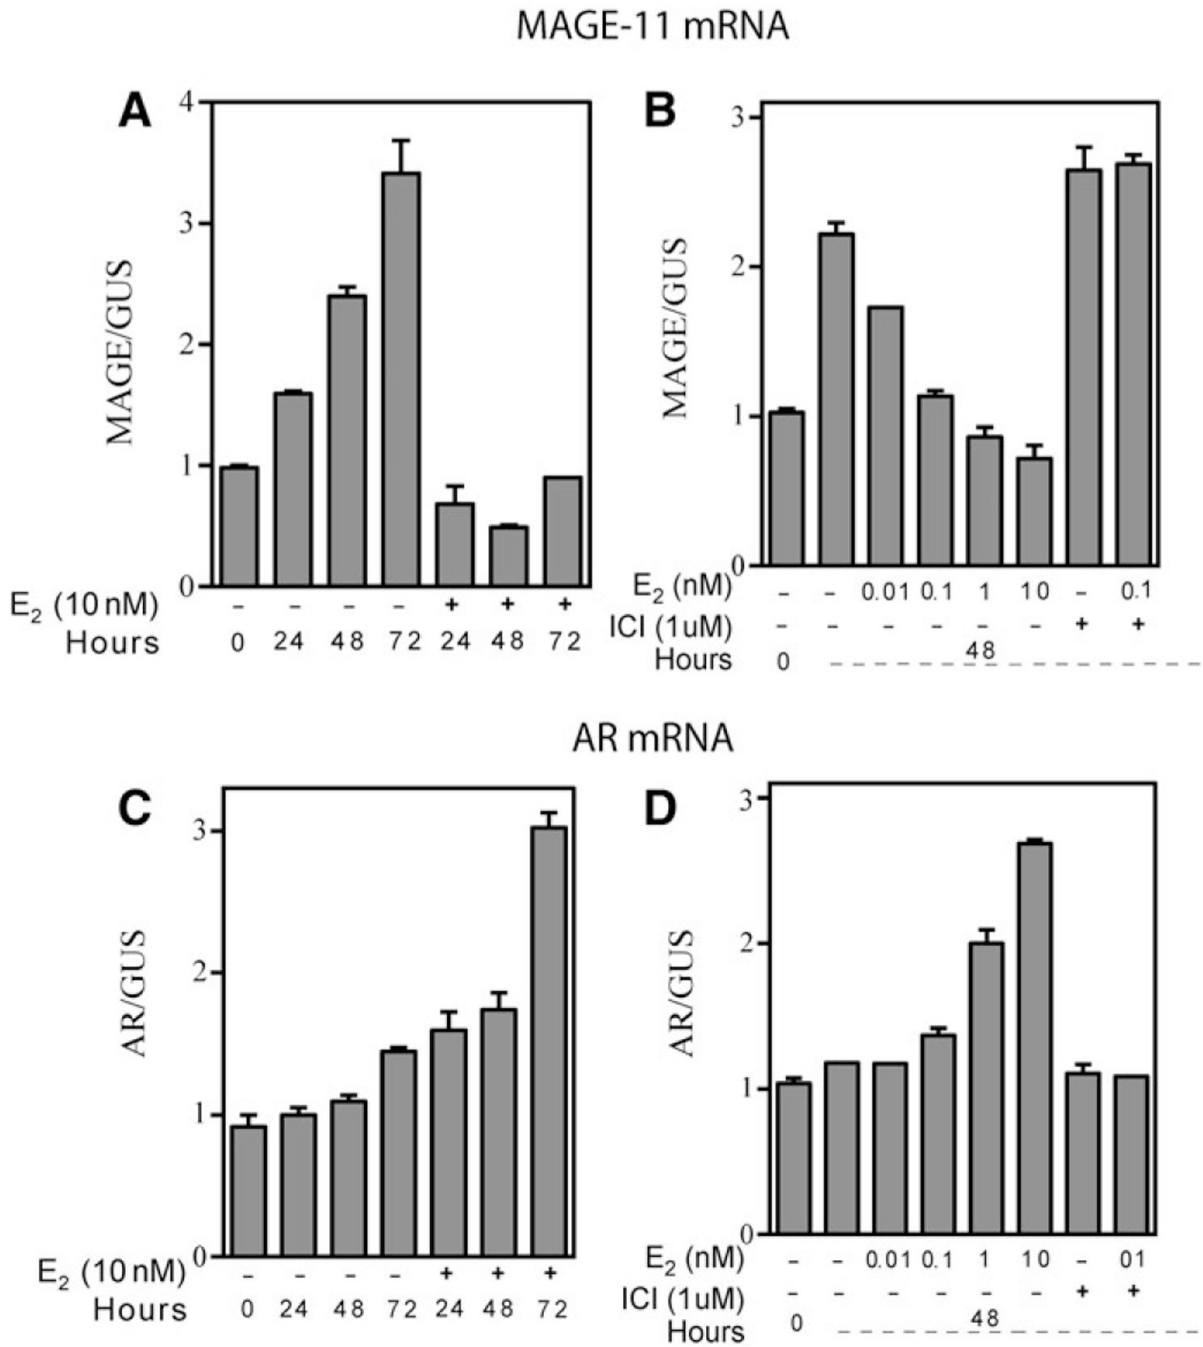 MAGE-11 mRNA
A
B
4
3
2
1
0
MAGE/GUS
3
2
1
0
MAGE/GUS
E2 (10 nM) - - - - + + +
Hours 0 24 48 72 24 48 72
E2 (nM) - - 0.01 0.1 1 10 - 0.1
ICI (1uM) - - - - - - + +
Hours 0 48
AR mRNA
C
D
3
2
1
0
AR/GUS
3
2
1
0
AR/GUS
E2 (10 nM) - - - - + + +
Hours 0 24 48 72 24 48 72
E2 (nM) - - 0.01 0.1 1 10 - 01
ICI (1uM) - - - - - - + +
Hours 0 48